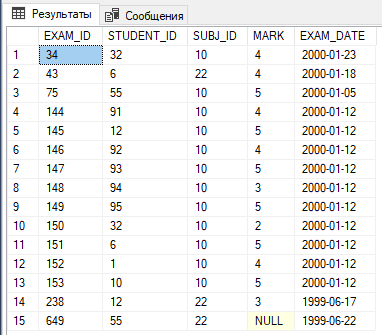 Результаты Сообщения
EXAM_ID STUDENT_ID SUBJ_ID MARK EXAM_DATE
1 34 32 10 4 2000-01-23
2 43 6 22 4 2000-01-18
3 75 55 10 5 2000-01-05
4 144 91 10 4 2000-01-12
5 145 12 10 5 2000-01-12
6 146 92 10 4 2000-01-12
7 147 93 10 5 2000-01-12
8 148 94 10 3 2000-01-12
9 149 95 10 5 2000-01-12
10 150 32 10 2 2000-01-12
11 151 6 10 5 2000-01-12
12 152 1 10 4 2000-01-12
13 153 10 10 5 2000-01-12
14 238 12 22 3 1999-06-17
15 649 55 22 NULL 1999-06-22